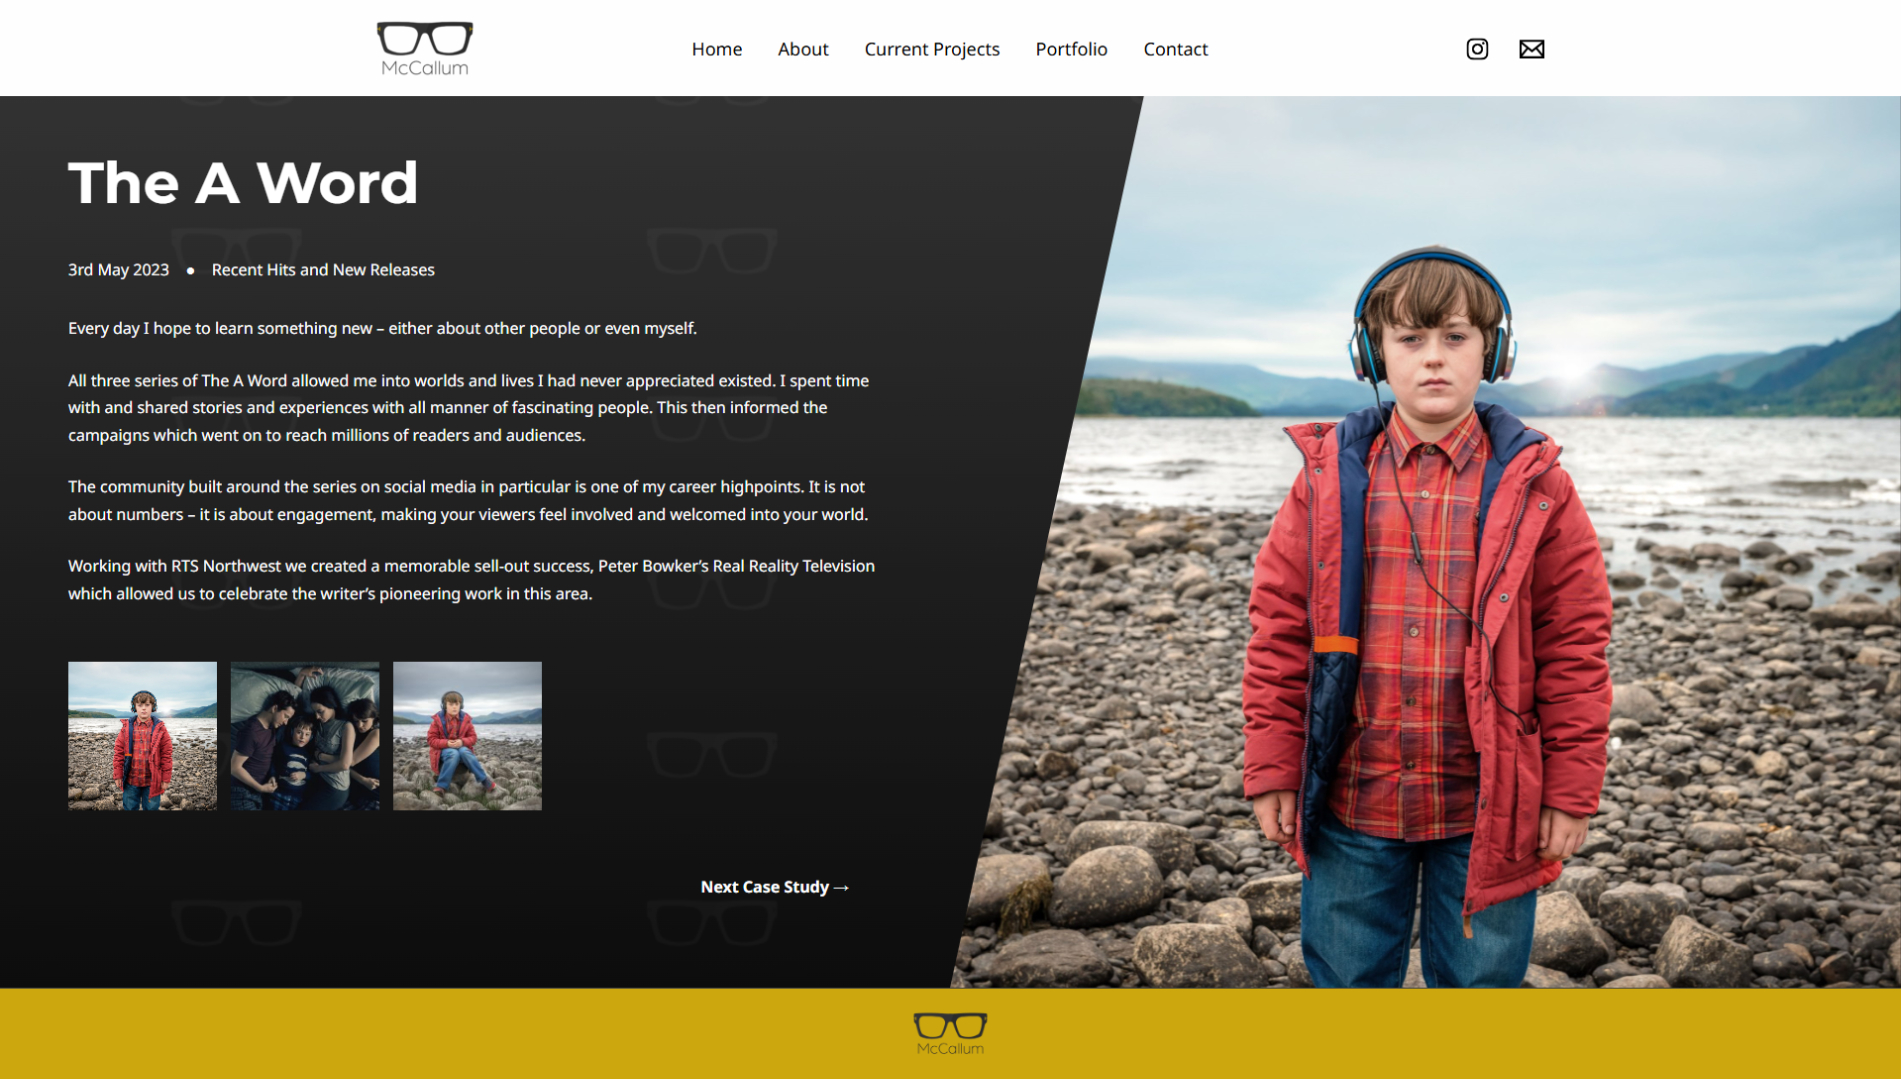 McCallum
Home About Current Projects Portfolio Contact
The A Word
3rd May 2023 ● Recent Hits and New Releases
Every day I hope to learn something new – either about other people or even myself.
All three series of The A Word allowed me into worlds and lives I had never appreciated existed. I spent time
with and shared stories and experiences with all manner of fascinating people. This then informed the
campaigns which went on to reach millions of readers and audiences.
The community built around the series on social media in particular is one of my career highpoints. It is not
about numbers – it is about engagement, making your viewers feel involved and welcomed into your world.
Working with RTS Northwest we created a memorable sell-out success, Peter Bowker’s Real Reality Television
which allowed us to celebrate the writer’s pioneering work in this area.
Next Case Study →
McCallum